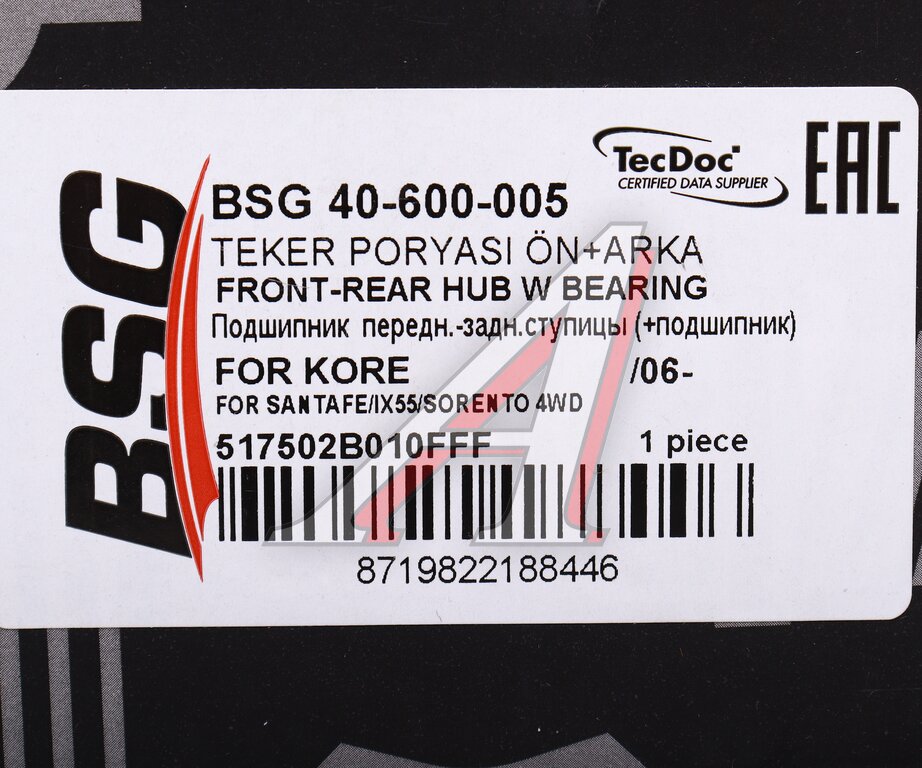 BSG
TecDoc
CERTIFIED DATA SUPPLIER
EAC
BSG 40-600-005
TEKER PORYASI ÖN+ARKA
FRONT-REAR HUB W BEARING
Подшипник передн.-задн.ступицы (+подшипник)
FOR KORE /06-
FOR SANTAFE/IX55/SORENTO 4WD
517502B010FFF 1 piece
8719822188446